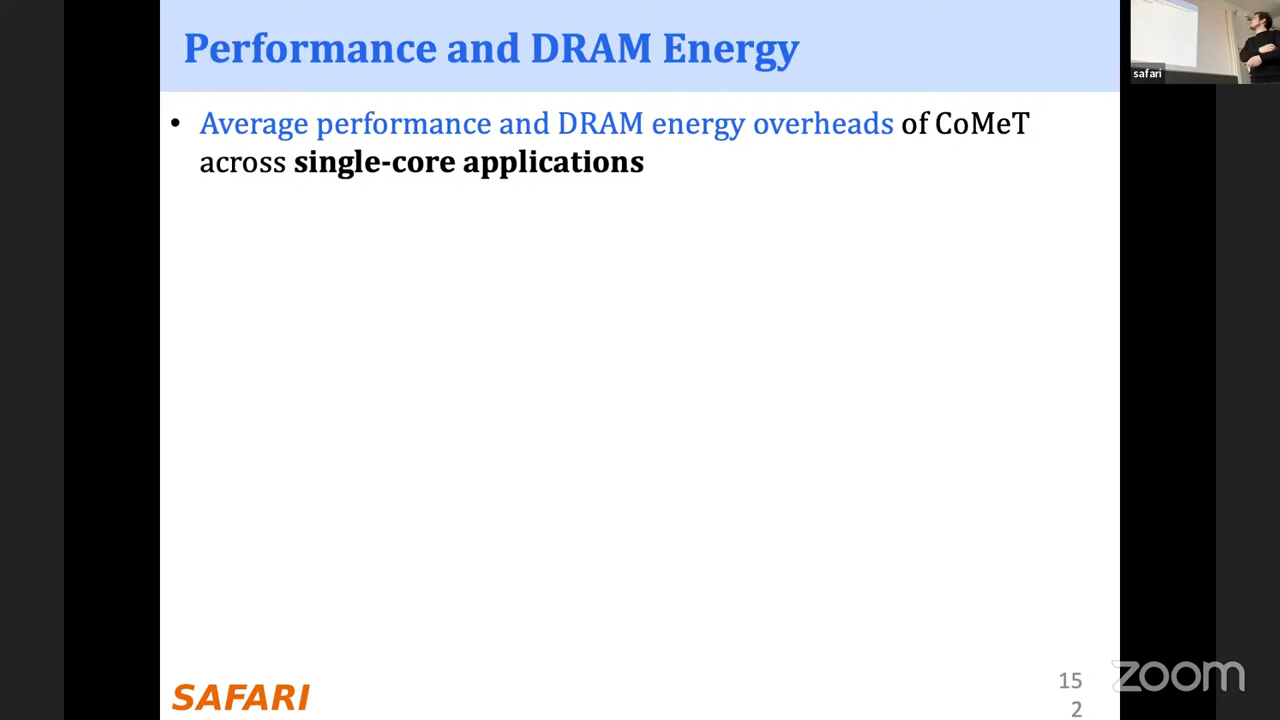 Performance and DRAM Energy
• Average performance and DRAM energy overheads of CoMeT
across single-core applications
SAFARI
15
2
zoom
safari